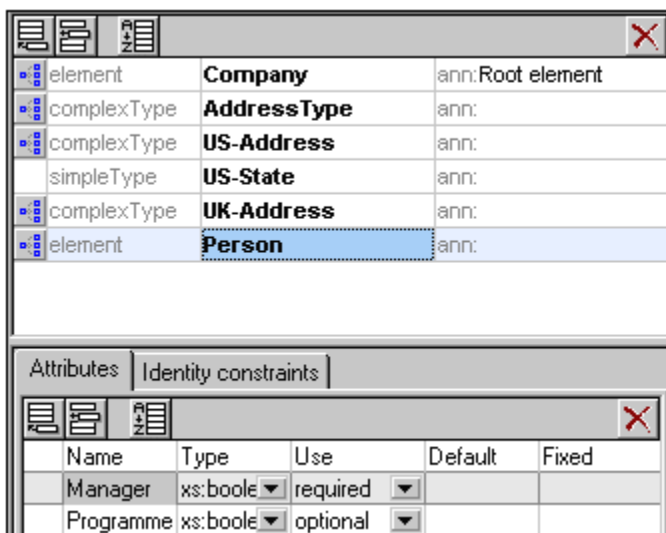 element Company ann:Root element
complexType AddressType ann:
complexType US-Address ann:
simpleType US-State ann:
complexType UK-Address ann:
element Person ann:
Attributes Identity constraints
Name Type Use Default Fixed
Manager xs:boole required
Programme xs:boole optional